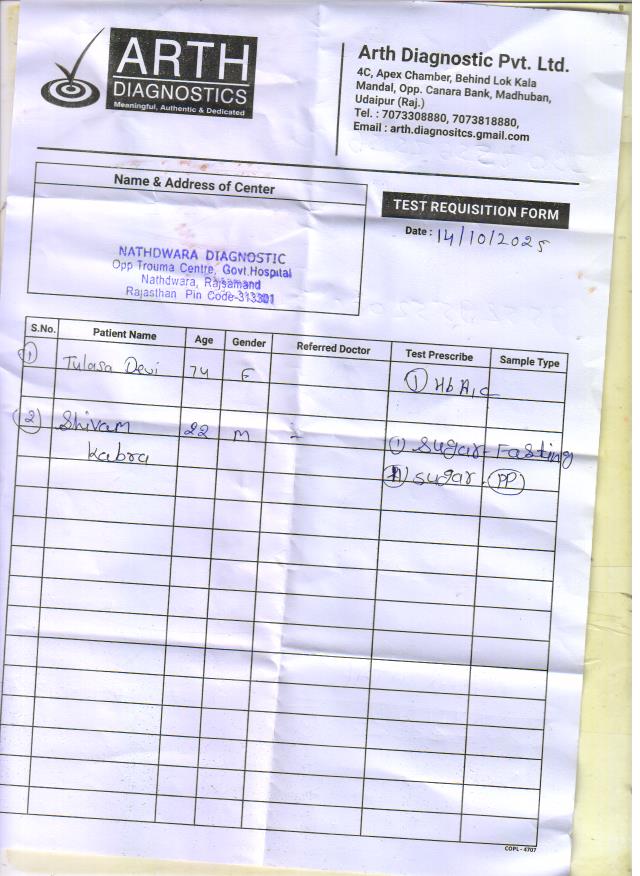 ARTH
DIAGNOSTICS
Meaningful, Authentic & Dedicated
Arth Diagnostic Pvt. Ltd.
4C, Apex Chamber, Behind Lok Kala
Mandal, Opp. Canara Bank, Madhuban,
Udaipur (Raj.)
Tel. : 7073308880, 7073818880,
Email : arth.diagnositcs.gmail.com
Name & Address of Center
NATHDWARA DIAGNOSTIC
Opp Trouma Centre, Govt.Hospital
Nathdwara, Rajsamand
Rajasthan Pin Code-313301
TEST REQUISITION FORM
Date : 14/10/2025
S.No. Patient Name Age Gender Referred Doctor Test Prescribe Sample Type
1 Tulasa Devi 74 F 1 HbA1c
2 Shivam 22 M 1 Sugar-Fasting
Kabra Sugar. PP
COPL - 4707